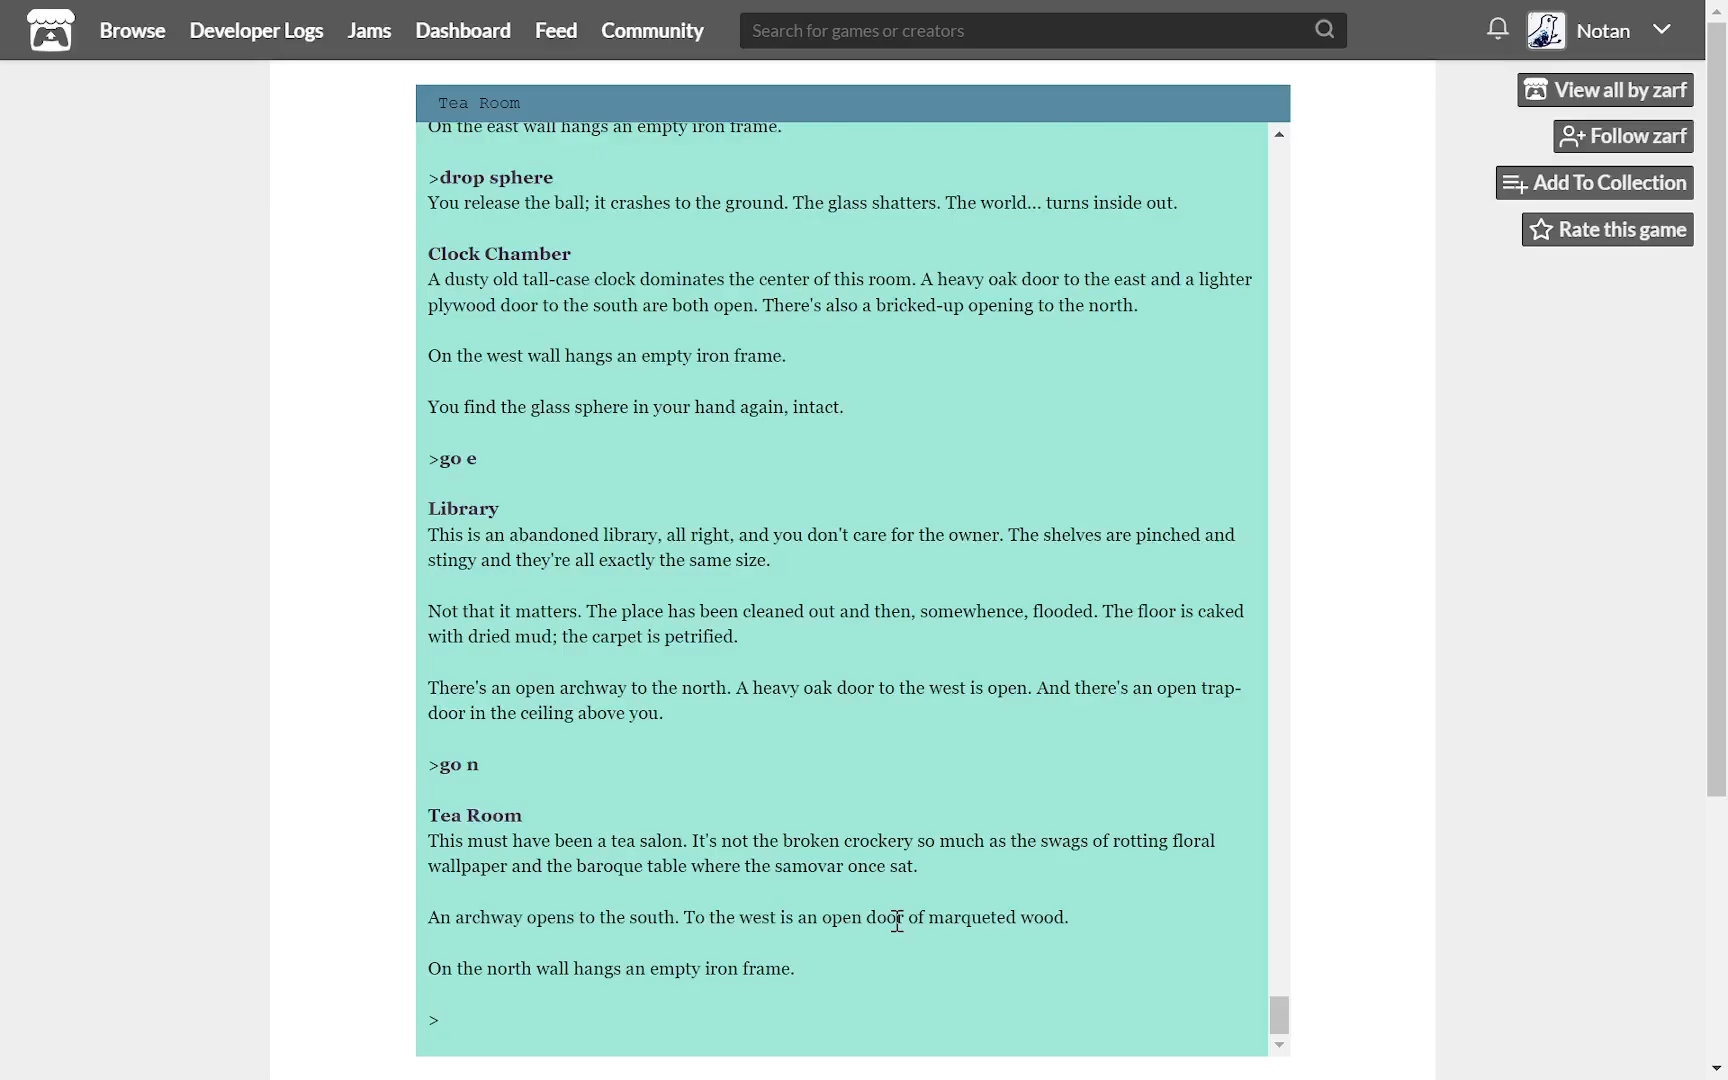 Browse Developer Logs Jams Dashboard Feed Community Search for games or creators Notan
View all by zarf
Follow zarf
Add To Collection
Rate this game
Tea Room
On the east wall hangs an empty iron frame.
>drop sphere
You release the ball; it crashes to the ground. The glass shatters. The world... turns inside out.
Clock Chamber
A dusty old tall-case clock dominates the center of this room. A heavy oak door to the east and a lighter
plywood door to the south are both open. There's also a bricked-up opening to the north.
On the west wall hangs an empty iron frame.
You find the glass sphere in your hand again, intact.
>go e
Library
This is an abandoned library, all right, and you don't care for the owner. The shelves are pinched and
stingy and they're all exactly the same size.
Not that it matters. The place has been cleaned out and then, somewhence, flooded. The floor is caked
with dried mud; the carpet is petrified.
There's an open archway to the north. A heavy oak door to the west is open. And there's an open trap-
door in the ceiling above you.
>go n
Tea Room
This must have been a tea salon. It's not the broken crockery so much as the swags of rotting floral
wallpaper and the baroque table where the samovar once sat.
An archway opens to the south. To the west is an open door of marqueted wood.
On the north wall hangs an empty iron frame.
>